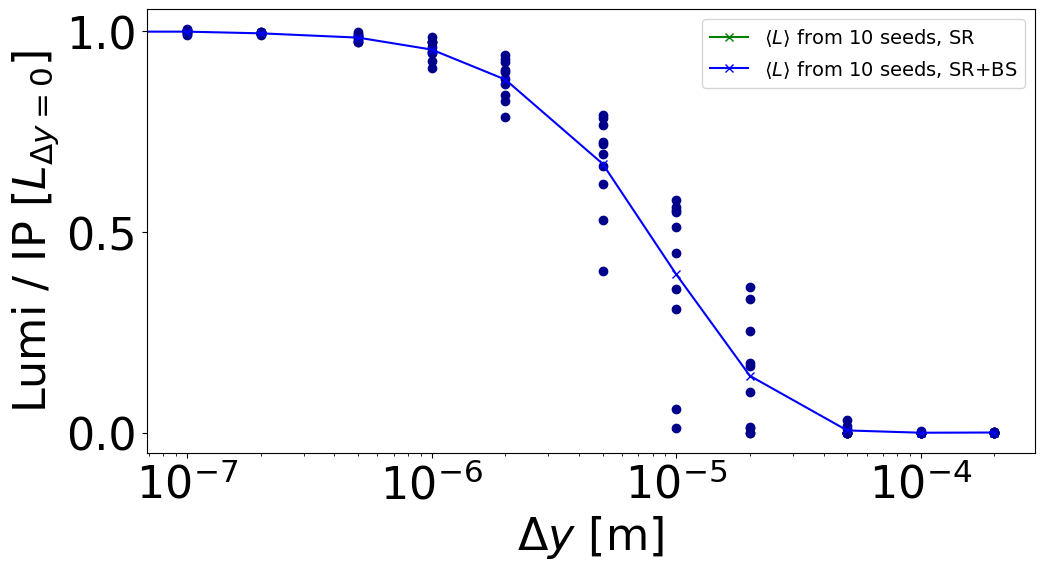 ⟨L⟩ from 10 seeds, SR
⟨L⟩ from 10 seeds, SR+BS
Lumi / IP [L_{Δy=0}]
1.0
0.5
0.0
10^{-7}
10^{-6}
10^{-5}
10^{-4}
Δy [m]